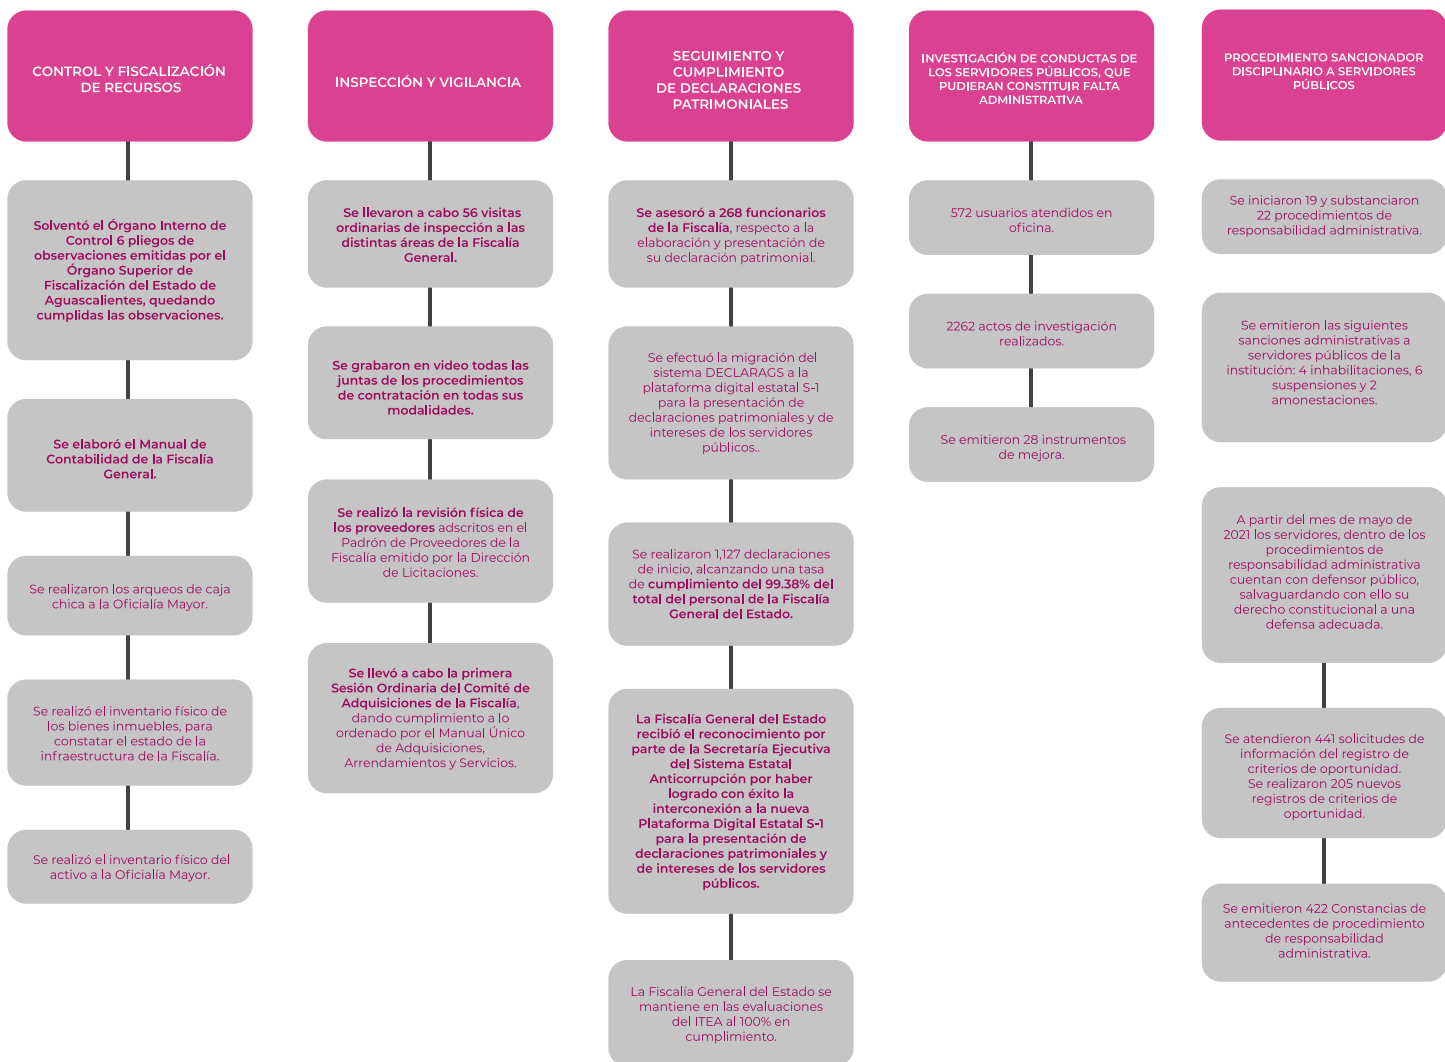 CONTROL Y FISCALIZACIÓN
DE RECURSOS
Solventó el Órgano Interno de
Control 6 pliegos de
observaciones emitidas por el
Órgano Superior de
Fiscalización del Estado de
Aguascalientes, quedando
cumplidas las observaciones.
Se elaboró el Manual de
Contabilidad de la Fiscalía
General.
Se realizaron los arqueos de caja
chica a la Oficialía Mayor.
Se realizó el inventario físico de
los bienes inmuebles, para
constatar el estado de la
infraestructura de la Fiscalía.
Se realizó el inventario físico del
activo a la Oficialía Mayor.
INSPECCIÓN Y VIGILANCIA
Se llevaron a cabo 56 visitas
ordinarias de inspección a las
distintas áreas de la Fiscalía
General.
Se grabaron en video todas las
juntas de los procedimientos
de contratación en todas sus
modalidades.
Se realizó la revisión física de
los proveedores adscritos en el
Padrón de Proveedores de la
Fiscalía emitido por la Dirección
de Licitaciones.
Se llevó a cabo la primera
Sesión Ordinaria del Comité de
Adquisiciones de la Fiscalía,
dando cumplimiento a lo
ordenado por el Manual Único
de Adquisiciones,
Arrendamientos y Servicios.
SEGUIMIENTO Y
CUMPLIMIENTO
DE DECLARACIONES
PATRIMONIALES
Se asesoró a 268 funcionarios
de la Fiscalía, respecto a la
elaboración y presentación de
su declaración patrimonial.
Se efectuó la migración del
sistema DECLARAGS a la
plataforma digital estatal S-1
para la presentación de
declaraciones patrimoniales y de
intereses de los servidores
públicos..
Se realizaron 1,127 declaraciones
de inicio, alcanzando una tasa
de cumplimiento del 99.38% del
total del personal de la Fiscalía
General del Estado.
La Fiscalía General del Estado
recibió el reconocimiento por
parte de la Secretaría Ejecutiva
del Sistema Estatal
Anticorrupción por haber
logrado con éxito la
interconexión a la nueva
Plataforma Digital Estatal S-1
para la presentación de
declaraciones patrimoniales y
de intereses de los servidores
públicos.
La Fiscalía General del Estado se
mantiene en las evaluaciones
del ITEA al 100% en
cumplimiento.
INVESTIGACIÓN DE CONDUCTAS DE
LOS SERVIDORES PÚBLICOS, QUE
PUDIERAN CONSTITUIR FALTA
ADMINISTRATIVA
572 usuarios atendidos en
oficina.
2262 actos de investigación
realizados.
Se emitieron 28 instrumentos
de mejora.
PROCEDIMIENTO SANCIONADOR
DISCIPLINARIO A SERVIDORES
PÚBLICOS
Se iniciaron 19 y substanciaron
22 procedimientos de
responsabilidad administrativa.
Se emitieron las siguientes
sanciones administrativas a
servidores públicos de la
institución: 4 inhabilitaciones, 6
suspensiones y 2
amonestaciones.
A partir del mes de mayo de
2021 los servidores, dentro de los
procedimientos de
responsabilidad administrativa
cuentan con defensor público,
salvaguardando con ello su
derecho constitucional a una
defensa adecuada.
Se atendieron 441 solicitudes de
información del registro de
criterios de oportunidad.
Se realizaron 205 nuevos
registros de criterios de
oportunidad.
Se emitieron 422 Constancias de
antecedentes de procedimiento
de responsabilidad
administrativa.